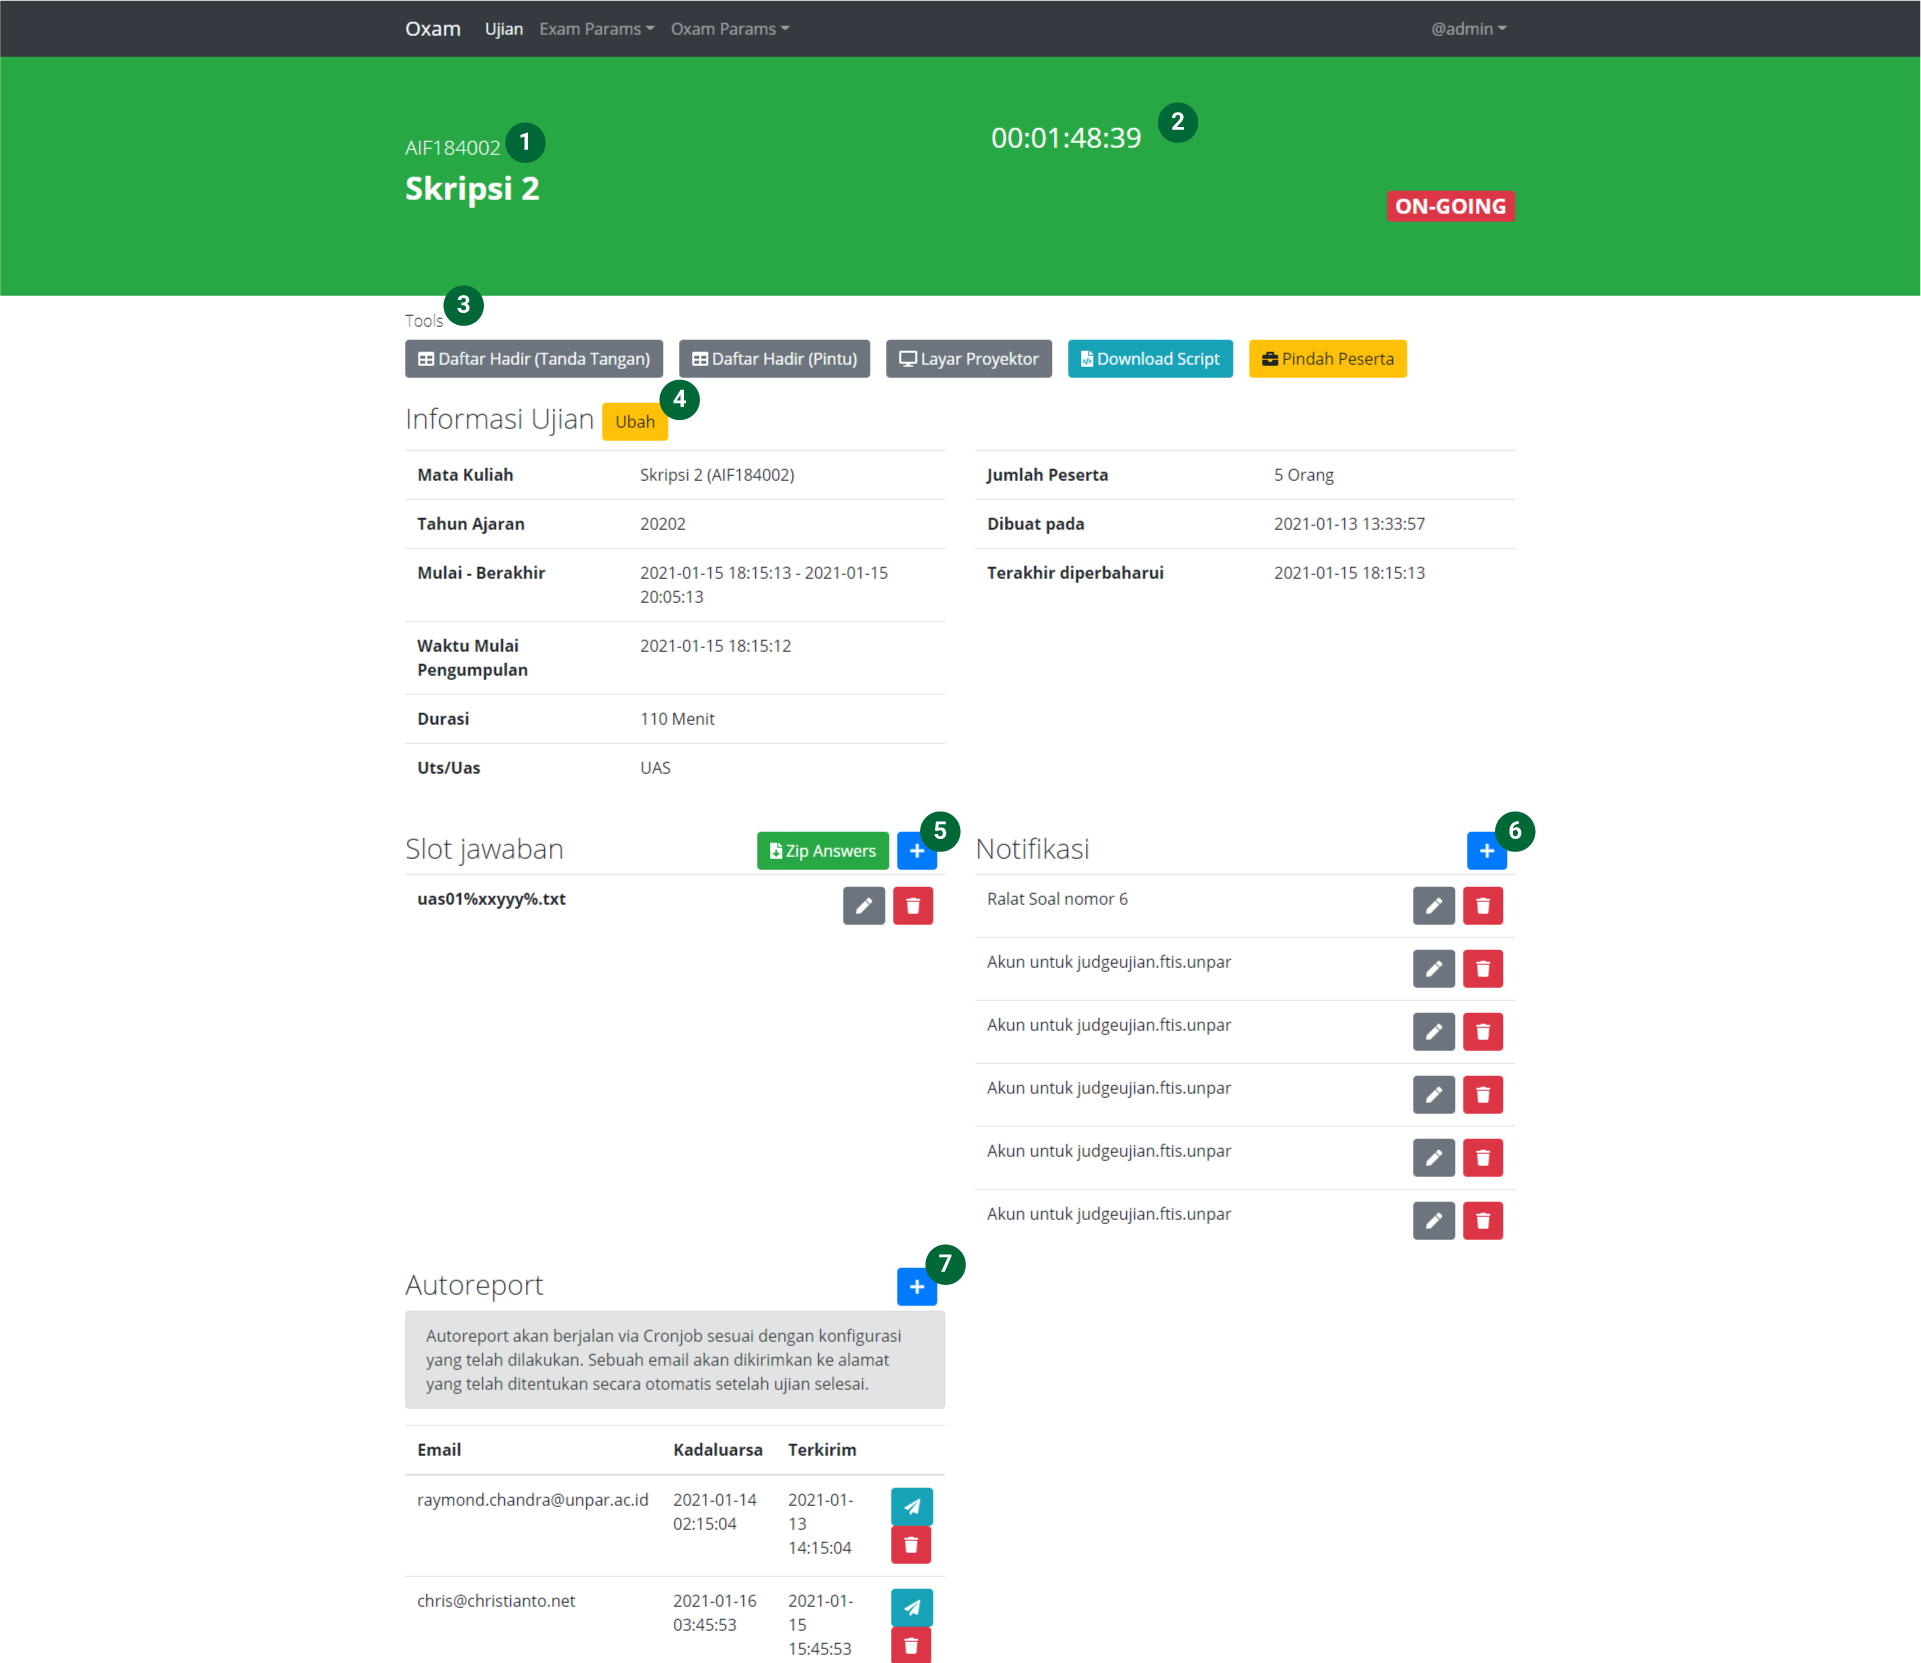 Oxam Ujian Exam Params Oxam Params @admin
AIF184002 1
Skripsi 2
00:01:48:39 2
ON-GOING
Tools 3
Daftar Hadir (Tanda Tangan) Daftar Hadir (Pintu) Layar Proyektor Download Script Pindah Peserta
Informasi Ujian Ubah 4
Mata Kuliah Skripsi 2 (AIF184002)
Tahun Ajaran 20202
Mulai - Berakhir 2021-01-15 18:15:13 - 2021-01-15
20:05:13
Waktu Mulai 2021-01-15 18:15:12
Pengumpulan
Durasi 110 Menit
Uts/Uas UAS
Jumlah Peserta 5 Orang
Dibuat pada 2021-01-13 13:33:57
Terakhir diperbaharui 2021-01-15 18:15:13
Slot jawaban Zip Answers + 5
uas01%xxyyy%.txt
Notifikasi + 6
Ralat Soal nomor 6
Akun untuk judgeujian.ftis.unpar
Akun untuk judgeujian.ftis.unpar
Akun untuk judgeujian.ftis.unpar
Akun untuk judgeujian.ftis.unpar
Akun untuk judgeujian.ftis.unpar
Autoreport + 7
Autoreport akan berjalan via Cronjob sesuai dengan konfigurasi
yang telah dilakukan. Sebuah email akan dikirimkan ke alamat
yang telah ditentukan secara otomatis setelah ujian selesai.
Email Kadaluarsa Terkirim
raymond.chandra@unpar.ac.id 2021-01-14 2021-01-
02:15:04 13
14:15:04
chris@christianto.net 2021-01-16 2021-01-
03:45:53 15
15:45:53